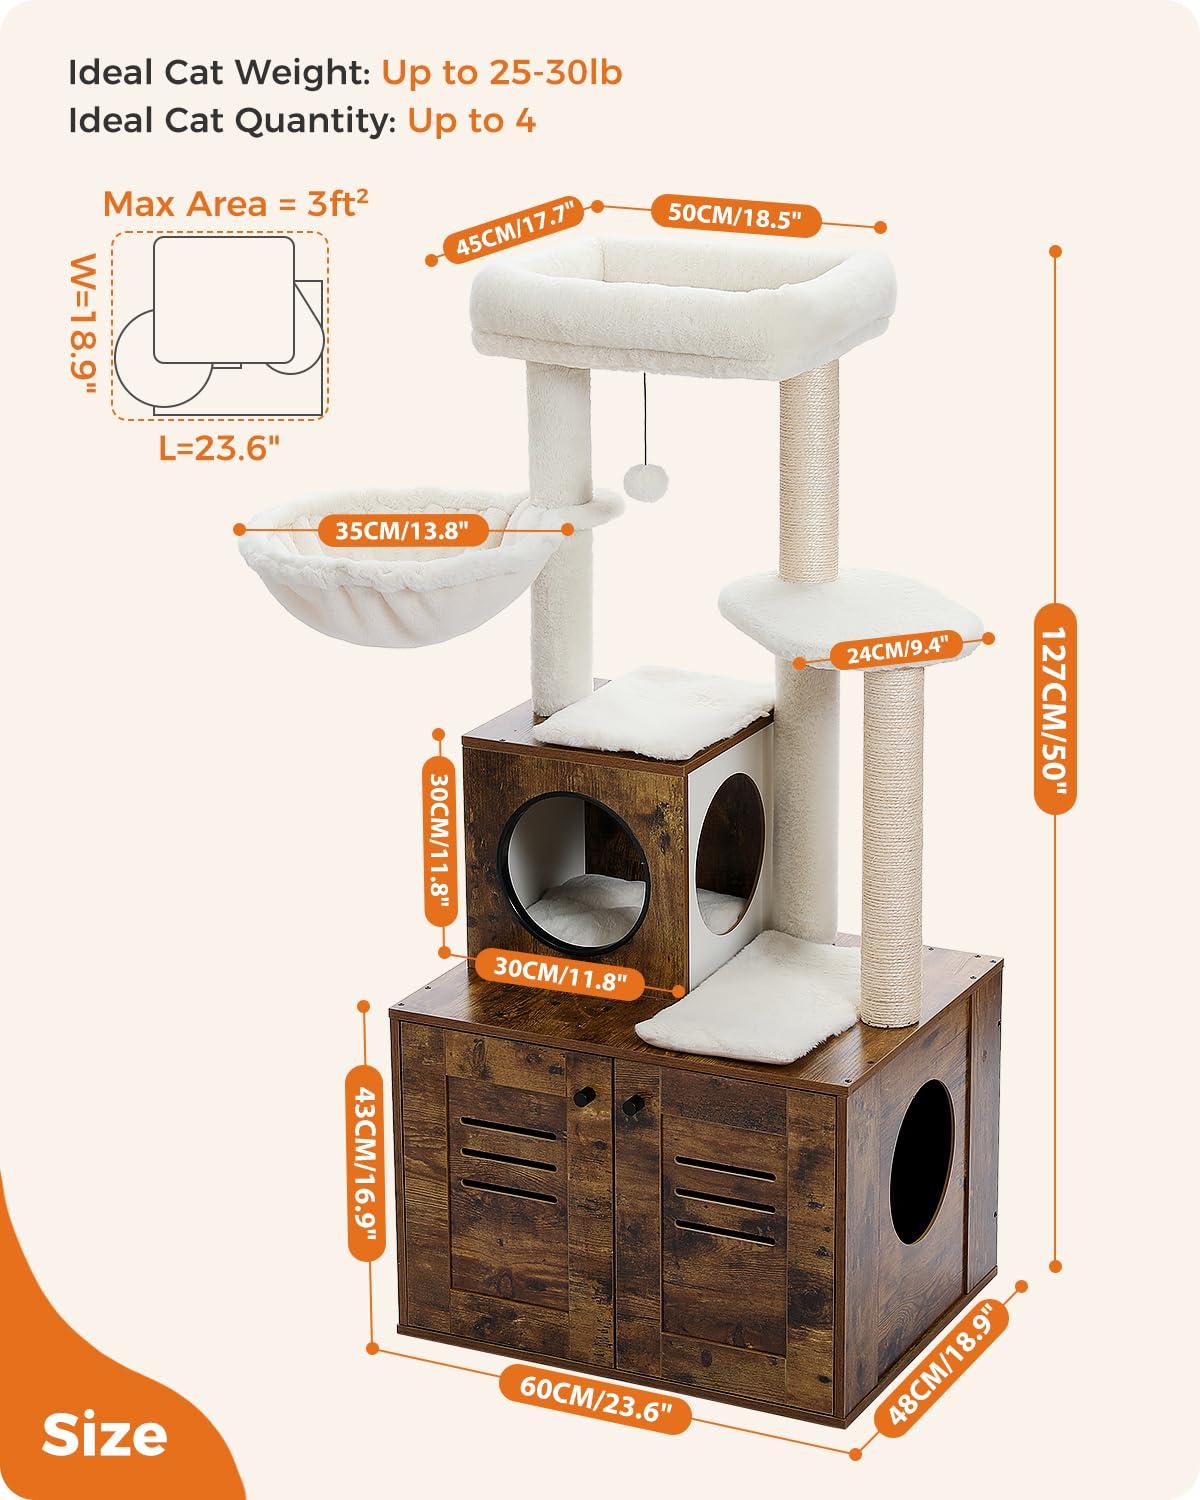 Ideal Cat Weight: Up to 25-30lb
Ideal Cat Quantity: Up to 4
Max Area = 3ft²
W=18.9"
L=23.6"
45CM/17.7"
50CM/18.5"
35CM/13.8"
24CM/9.4"
127CM/50"
30CM/11.8"
30CM/11.8"
43CM/16.9"
60CM/23.6"
48CM/18.9"
Size